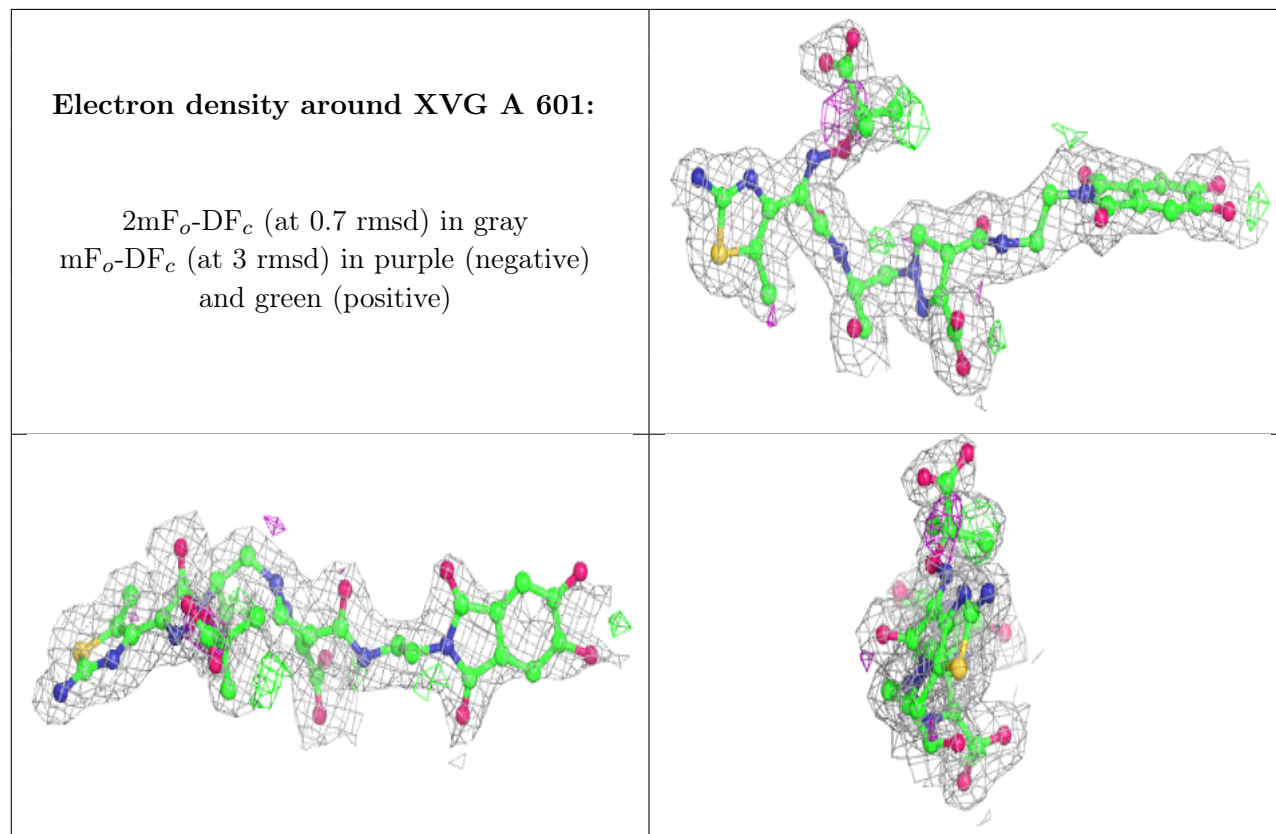 Electron density around XVG A 601:
2mFo-DFc (at 0.7 rmsd) in gray
mFo-DFc (at 3 rmsd) in purple (negative)
and green (positive)